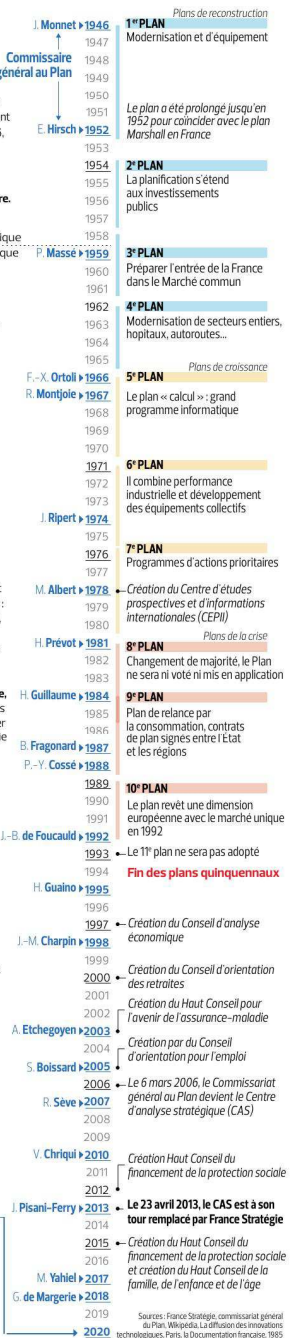 Plans de reconstruction
J. Monnet 1946
1er PLAN
Modernisation et d'équipement
1947
Commissaire
général au Plan
1948
1949
1950
1951
Le plan a été prolongé jusqu'en
1952 pour coïncider avec le plan
Marshall en France
E. Hirsch 1952
1953
1954
2e PLAN
La planification s'étend
aux investissements
publics
1955
1956
1957
1958
P. Massé 1959
3e PLAN
Préparer l'entrée de la France
dans le Marché commun
1960
1961
1962
4e PLAN
Modernisation de secteurs entiers,
hopitaux, autoroutes...
1963
1964
1965
Plans de croissance
F.-X. Ortoli 1966
5e PLAN
R. Montjoie 1967
Le plan « calcul » : grand
programme informatique
1968
1969
1970
1971
6e PLAN
Il combine performance
industrielle et développement
des équipements collectifs
1972
1973
J. Ripert 1974
1975
1976
7e PLAN
Programmes d'actions prioritaires
1977
M. Albert 1978
Création du Centre d'études
prospectives et d'informations
internationales (CEPII)
1979
1980
Plans de la crise
H. Prévot 1981
8e PLAN
Changement de majorité, le Plan
ne sera ni voté ni mis en application
1982
1983
H. Guillaume 1984
9e PLAN
Plan de relance par
la consommation, contrats
de plan signés entre l'État
et les régions
1985
1986
B. Fragonard 1987
P.-Y. Cossé 1988
1989
10e PLAN
Le plan revêt une dimension
européenne avec le marché unique
en 1992
1990
1991
J.-B. de Foucauld 1992
1993
Le 11e plan ne sera pas adopté
1994
Fin des plans quinquennaux
H. Guaino 1995
1996
1997
Création du Conseil d'analyse
économique
J.-M. Charpin 1998
1999
2000
Création du Conseil d'orientation
des retraites
2001
2002
Création du Haut Conseil pour
l'avenir de l'assurance-maladie
A. Etchegoyen 2003
2004
Création par du Conseil
d'orientation pour l'emploi
S. Boissard 2005
2006
Le 6 mars 2006, le Commissariat
général au Plan devient le Centre
d'analyse stratégique (CAS)
R. Sève 2007
2008
2009
V. Chriqui 2010
2011
Création Haut Conseil du
financement de la protection sociale
2012
J. Pisani-Ferry 2013
Le 23 avril 2013, le CAS est à son
tour remplacé par France Stratégie
2014
2015
Création du Haut Conseil du
financement de la protection sociale
et création du Haut Conseil de la
famille, de l'enfance et de l'âge
2016
M. Yahiel 2017
G. de Margerie 2018
2019
2020
Sources : France Stratégie, commissariat général
du Plan, Wikipédia, La diffusion des innovations
technologiques, Paris, la Documentation française, 1985